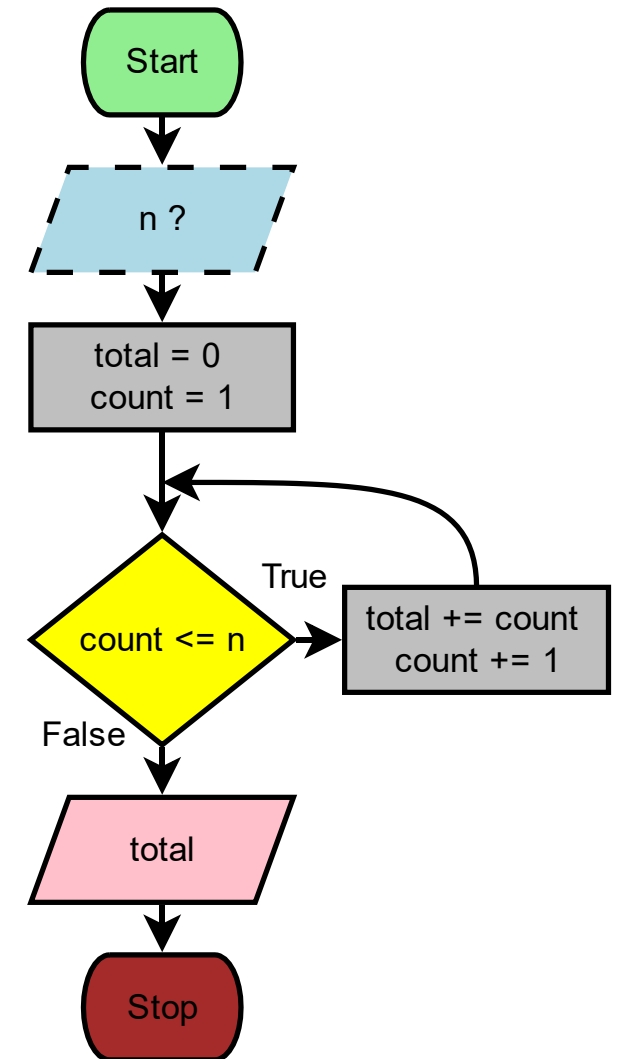 Start
n ?
total = 0
count = 1
True
count <= n
total += count
count += 1
False
total
Stop